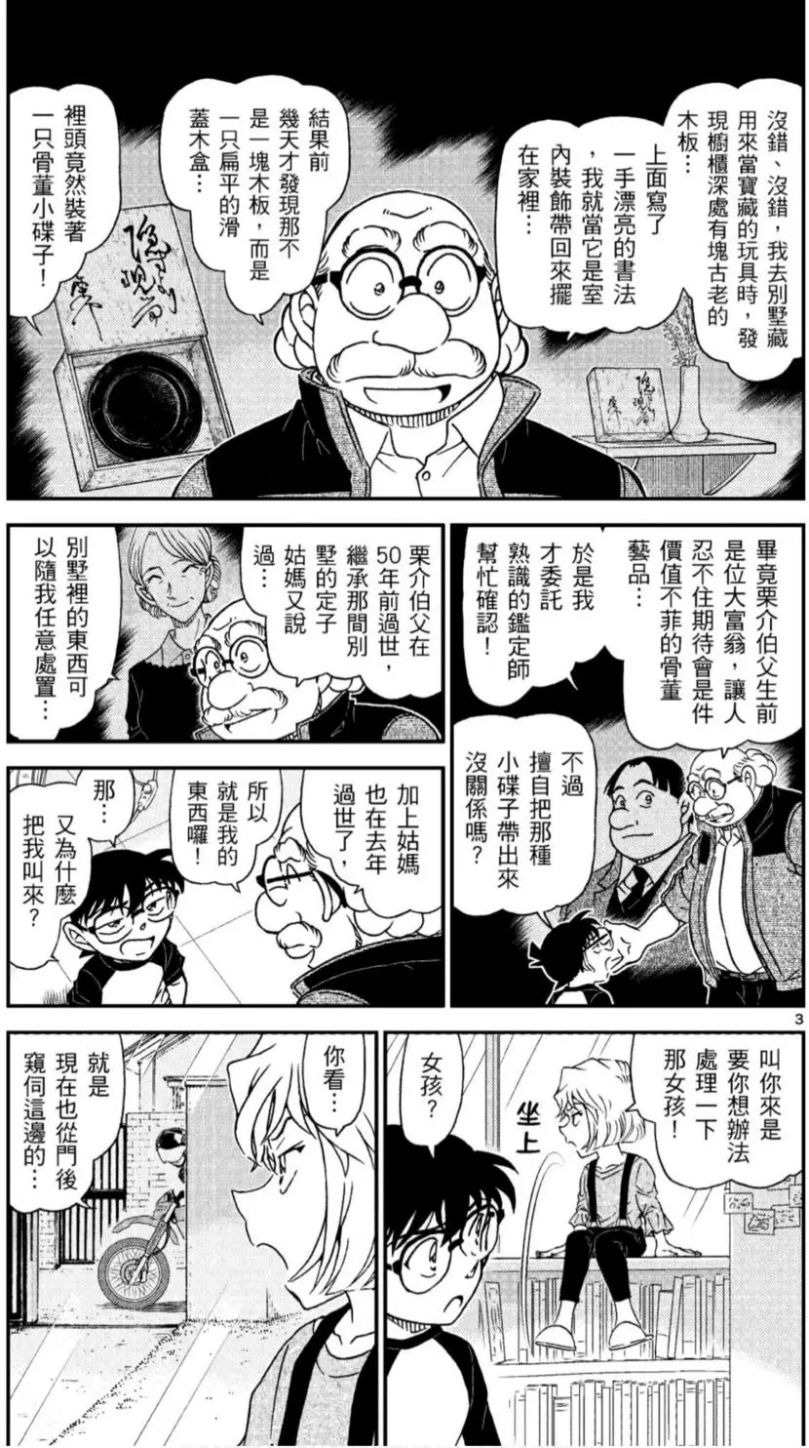 沒錯、沒錯，我去別墅藏
用來當寶藏的玩具時，發
現櫥櫃深處有塊古老的
木板…
上面寫了
一手漂亮的書法
，我就當它是室
內裝飾帶回來擺
在家裡…
結果前
幾天才發現那不
是一塊木板，而是
一只扁平的滑
蓋木盒…
裡頭竟然裝著
一只骨董小碟子！
畢竟栗介伯父生前
是位大富翁，讓人
忍不住期待會是件
價值不菲的骨董
藝品…
於是我
才委託
熟識的鑑定師
幫忙確認！
不過
擅自把那種
小碟子帶出來
沒關係嗎？
栗介伯父在
50年前過世，
繼承那間別
墅的定子
姑媽又說
過…
別墅裡的東西可
以隨我任意處置…
加上姑媽
也在去年
過世了，
所以
就是我的
東西囉！
那…
又為什麼
把我叫來？
3
叫你來是
要你想辦法
處理一下
那女孩！
坐上
女孩？
你看…
就是
現在也從門後
窺伺這邊的…